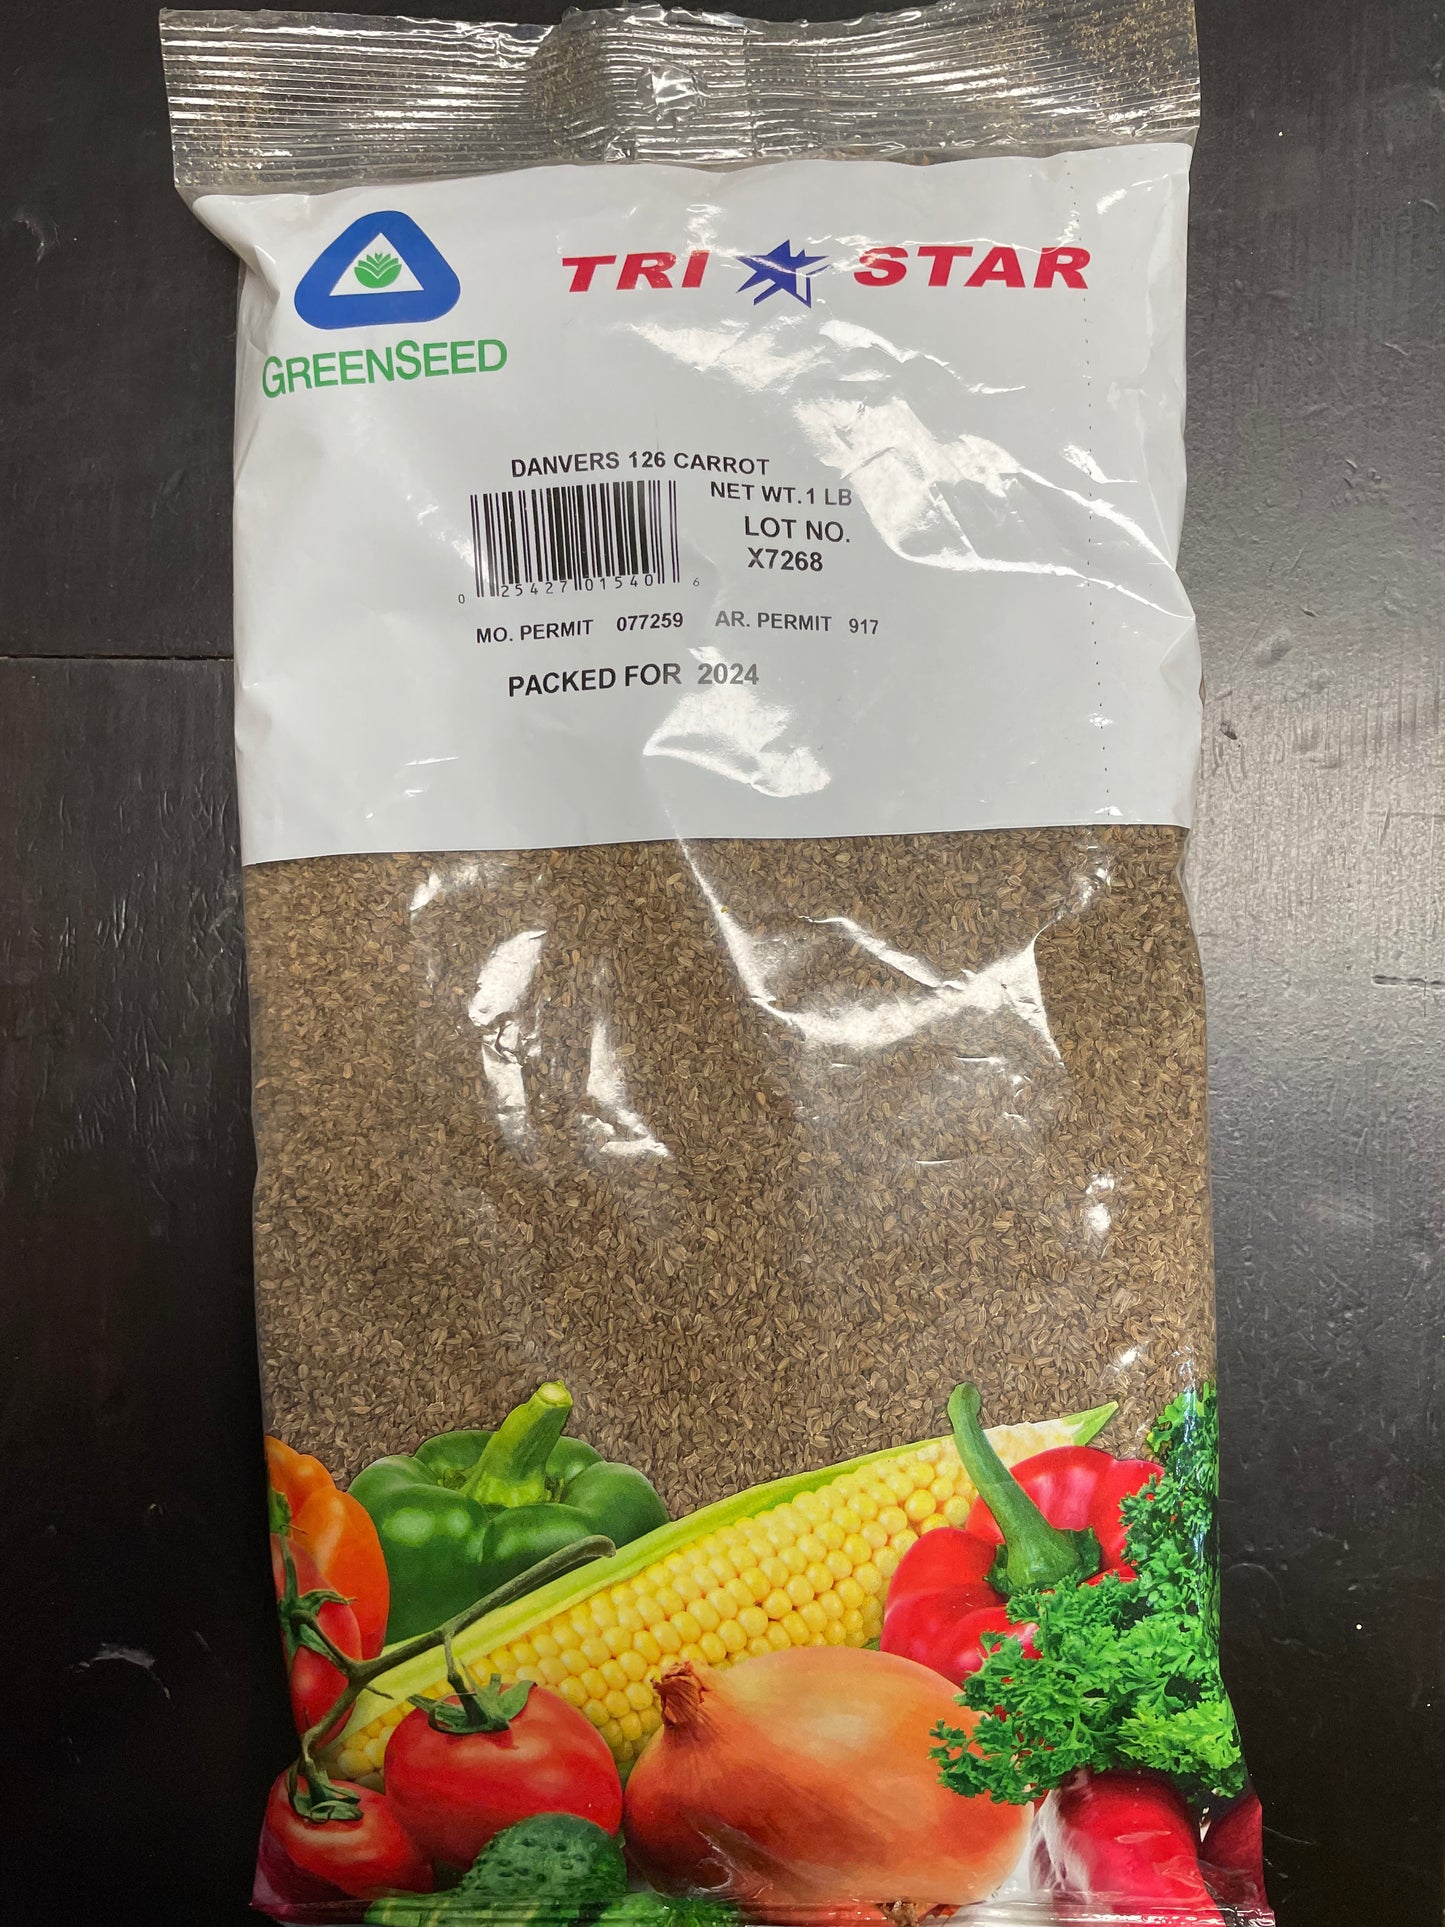 TRI STAR
GREENSEED
DANVERS 126 CARROT
NET WT. 1 LB
LOT NO.
X7268
0 25427 01540 6
MO. PERMIT 077259 AR. PERMIT 917
PACKED FOR 2024